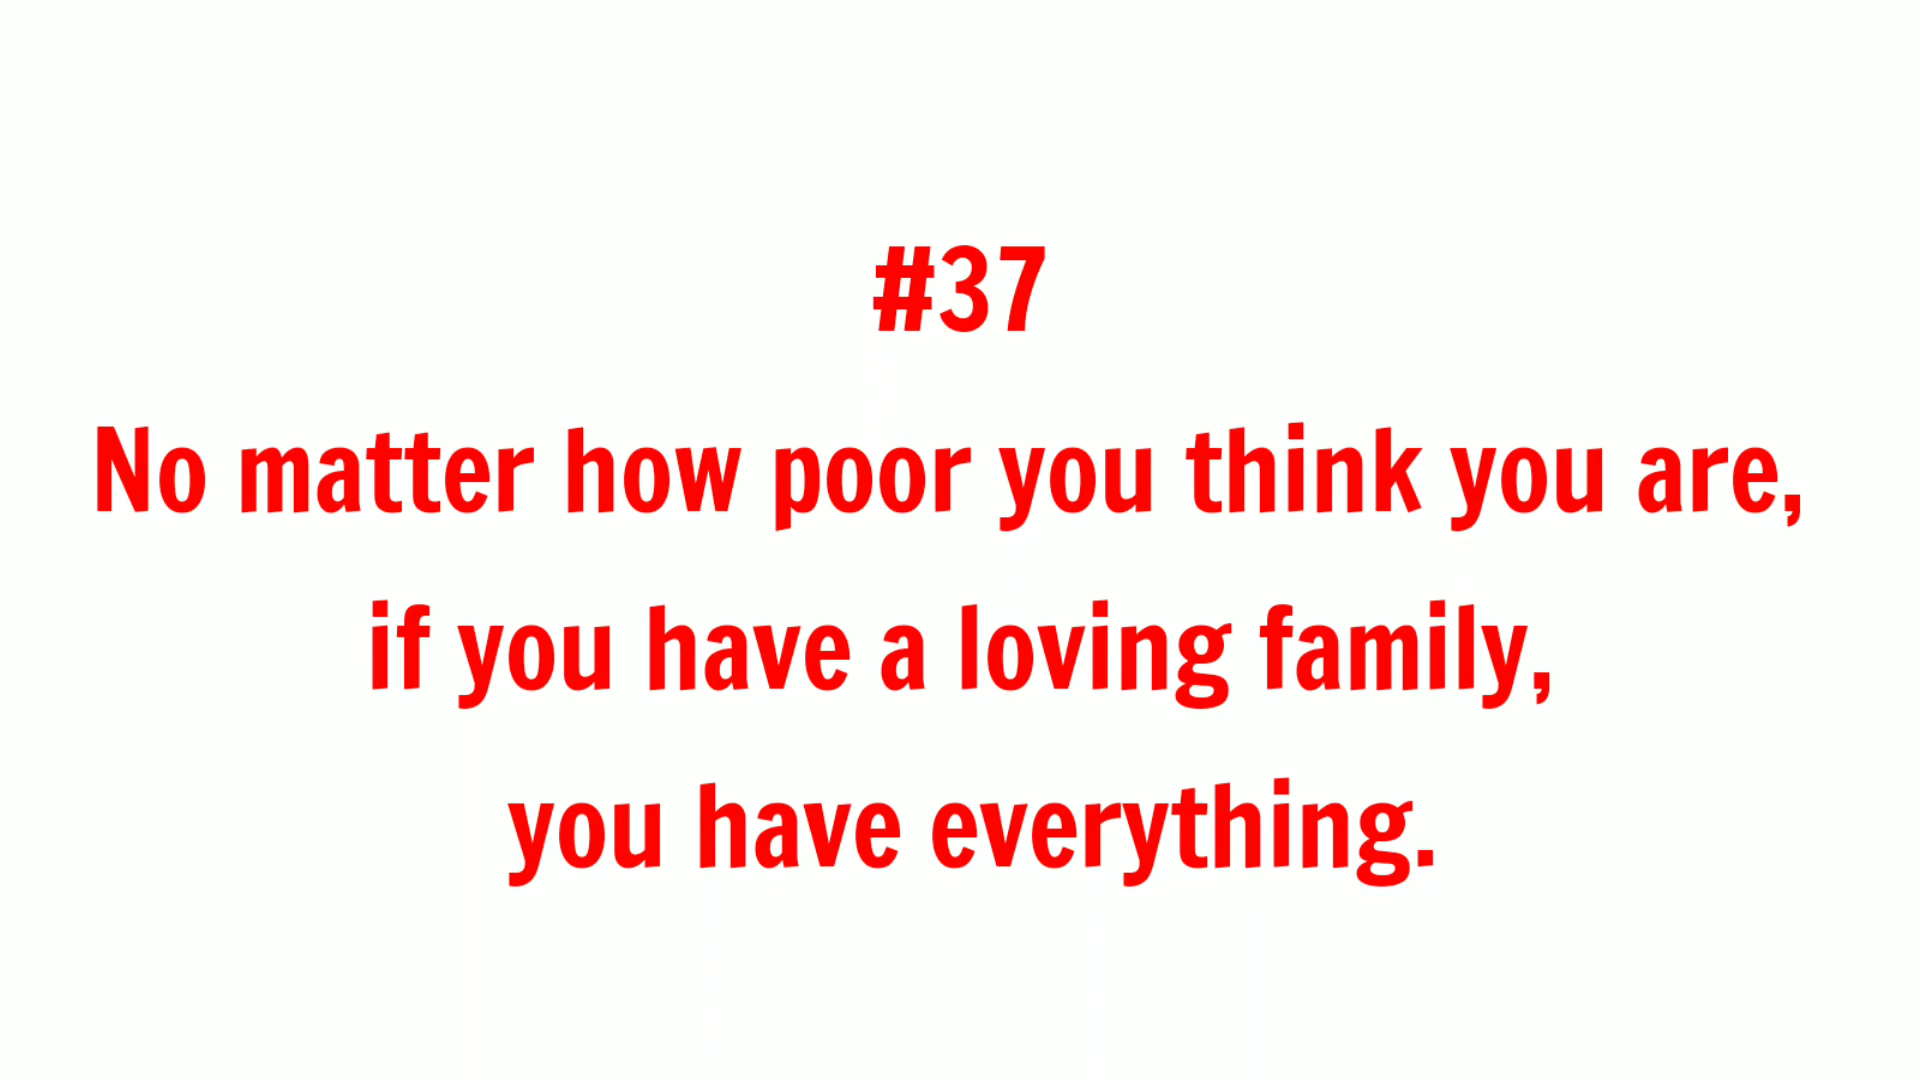 #37
No matter how poor you think you are,
if you have a loving family,
you have everything.